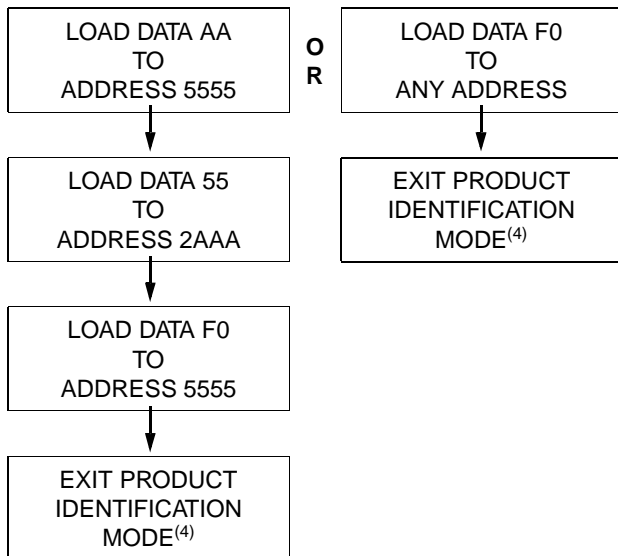 LOAD DATA AA
TO
ADDRESS 5555
LOAD DATA 55
TO
ADDRESS 2AAA
LOAD DATA F0
TO
ADDRESS 5555
EXIT PRODUCT
IDENTIFICATION
MODE(4)
O
R
LOAD DATA F0
TO
ANY ADDRESS
EXIT PRODUCT
IDENTIFICATION
MODE(4)